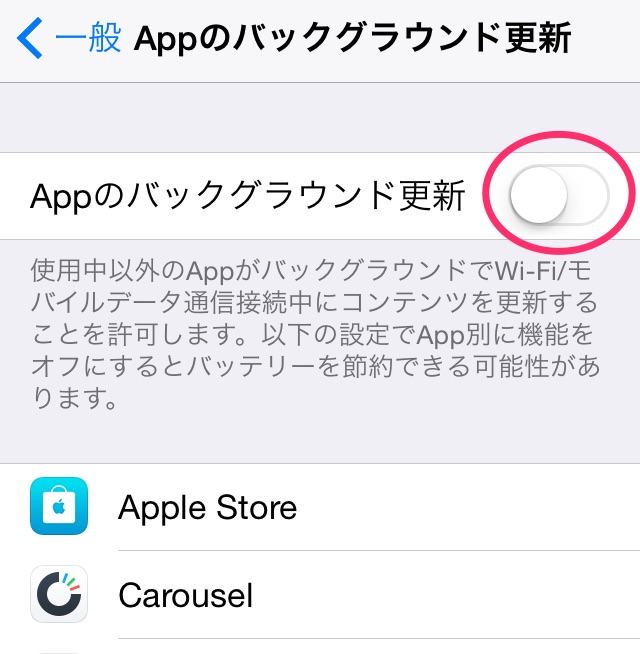 一般 Appのバックグラウンド更新
Appのバックグラウンド更新
使用中以外のAppがバックグラウンドでWi-Fi/モ
バイルデータ通信接続中にコンテンツを更新する
ことを許可します。以下の設定でApp別に機能を
オフにするとバッテリーを節約できる可能性があ
ります。
Apple Store
Carousel